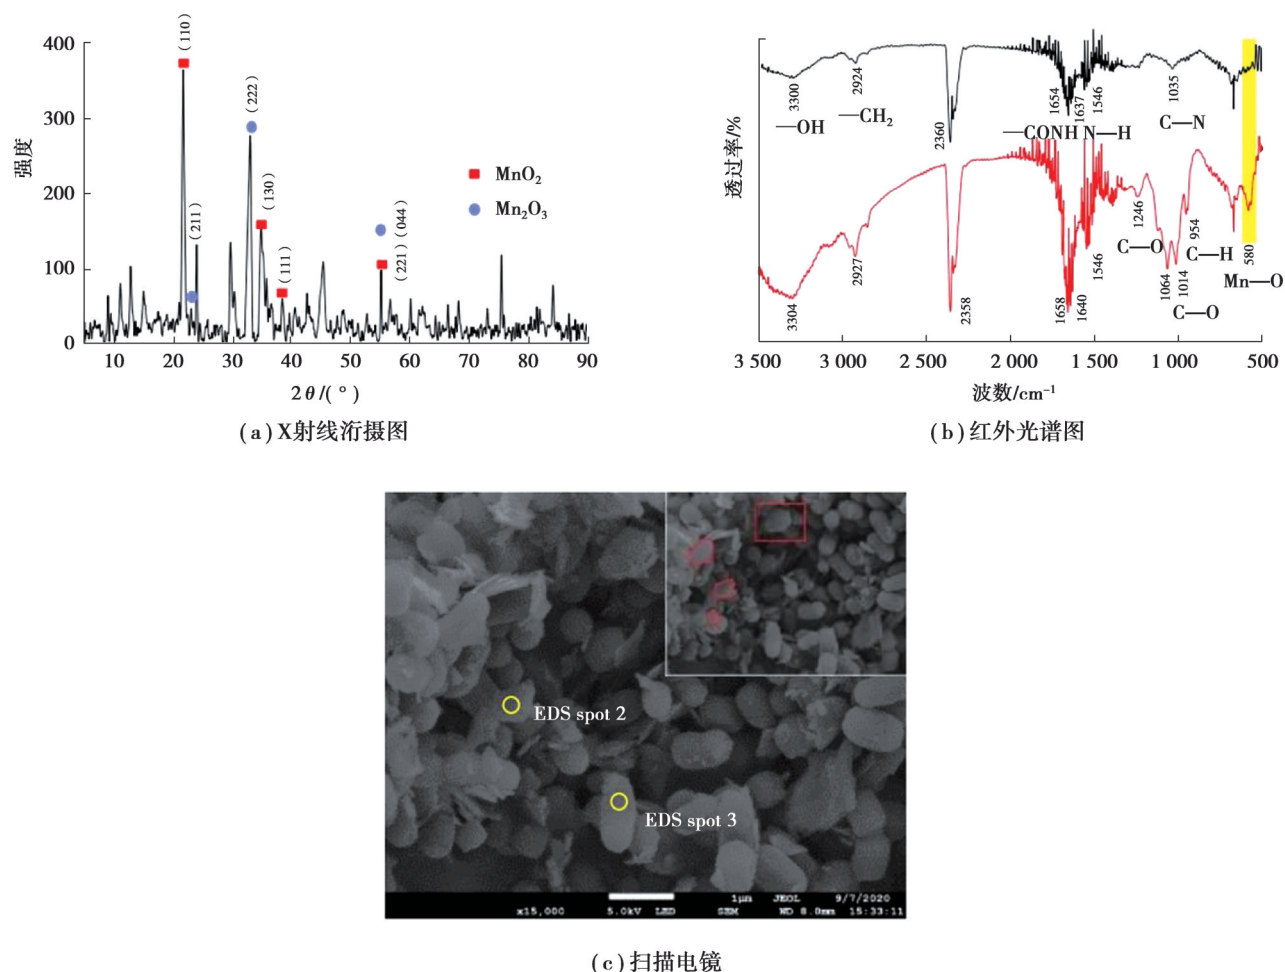 400
300
200
100
0
强度
(110)
(211)
(222)
(130)
(111)
(221)(044)
MnO2
Mn2O3
10 20 30 40 50 60 70 80 90
2θ/(°)
(a)X射线洐摄图
透过率/%
3300
—OH
2924
—CH2
2360
1654
1637
1546
—CONH N—H
1035
C—N
3304
2927
2358
1658
1640
1546
1246
C—O
1064
1014
C—O
954
C—H
580
Mn—O
3 500 3 000 2 500 2 000 1 500 1 000 500
波数/cm⁻¹
(b)红外光谱图
EDS spot 2
EDS spot 3
1μm JEOL 9/7/2020
x15,000 5.0kV LED SEM WD 8.0mm 15:33:11
(c)扫描电镜